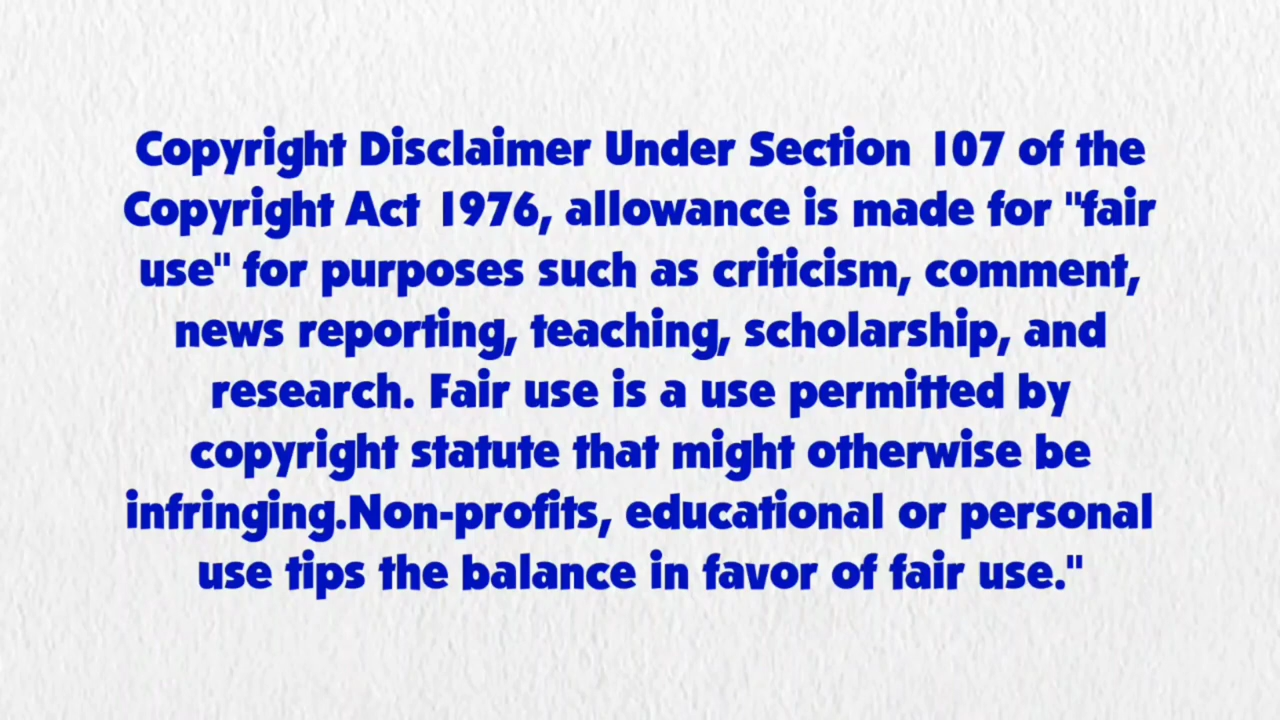 Copyright Disclaimer Under Section 107 of the
Copyright Act 1976, allowance is made for "fair
use" for purposes such as criticism, comment,
news reporting, teaching, scholarship, and
research. Fair use is a use permitted by
copyright statute that might otherwise be
infringing.Non-profits, educational or personal
use tips the balance in favor of fair use."